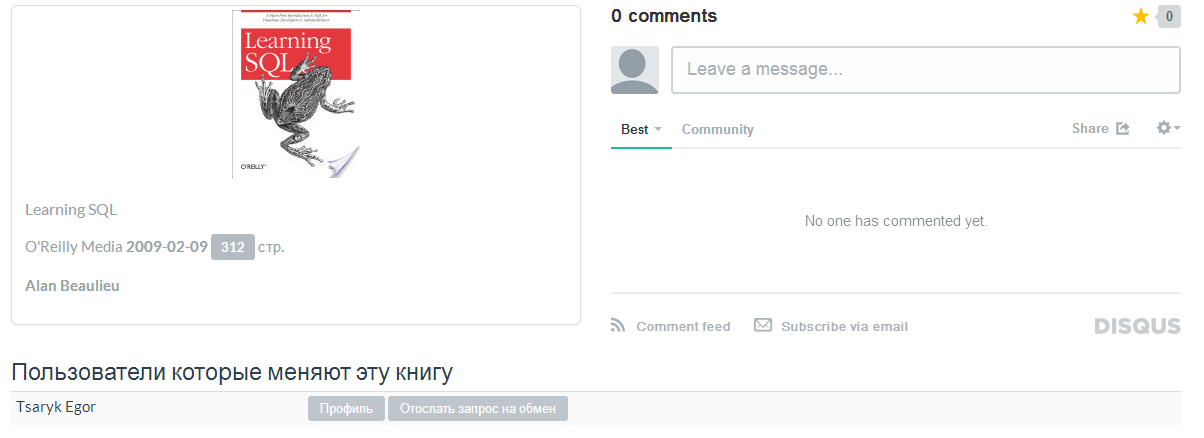 A Pain-Free Introduction to SQL for
Database Developers & Administrators
Learning
SQL
O'REILLY®
Learning SQL
O'Reilly Media 2009-02-09 312 стр.
Alan Beaulieu
0 comments
0
Leave a message...
Best Community Share
No one has commented yet.
Comment feed Subscribe via email DISQUS
Пользователи которые меняют эту книгу
Tsaryk Egor Профиль Отослать запрос на обмен